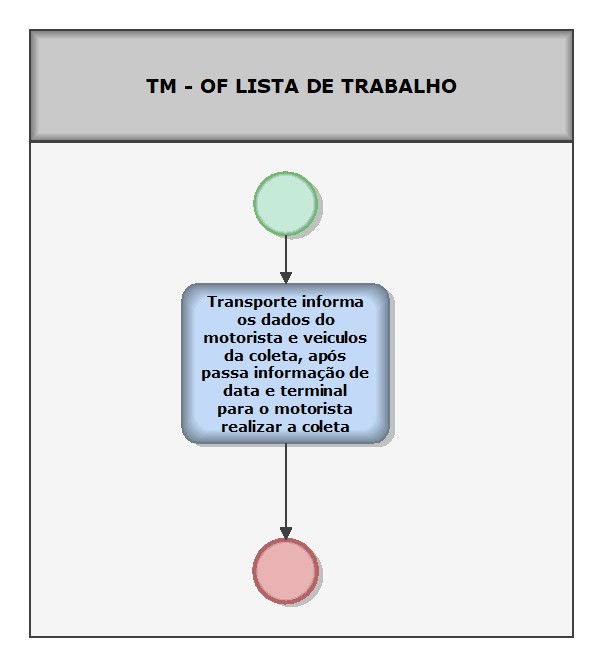 TM - OF LISTA DE TRABALHO
Transporte informa
os dados do
motorista e veiculos
da coleta, após
passa informação de
data e terminal
para o motorista
realizar a coleta